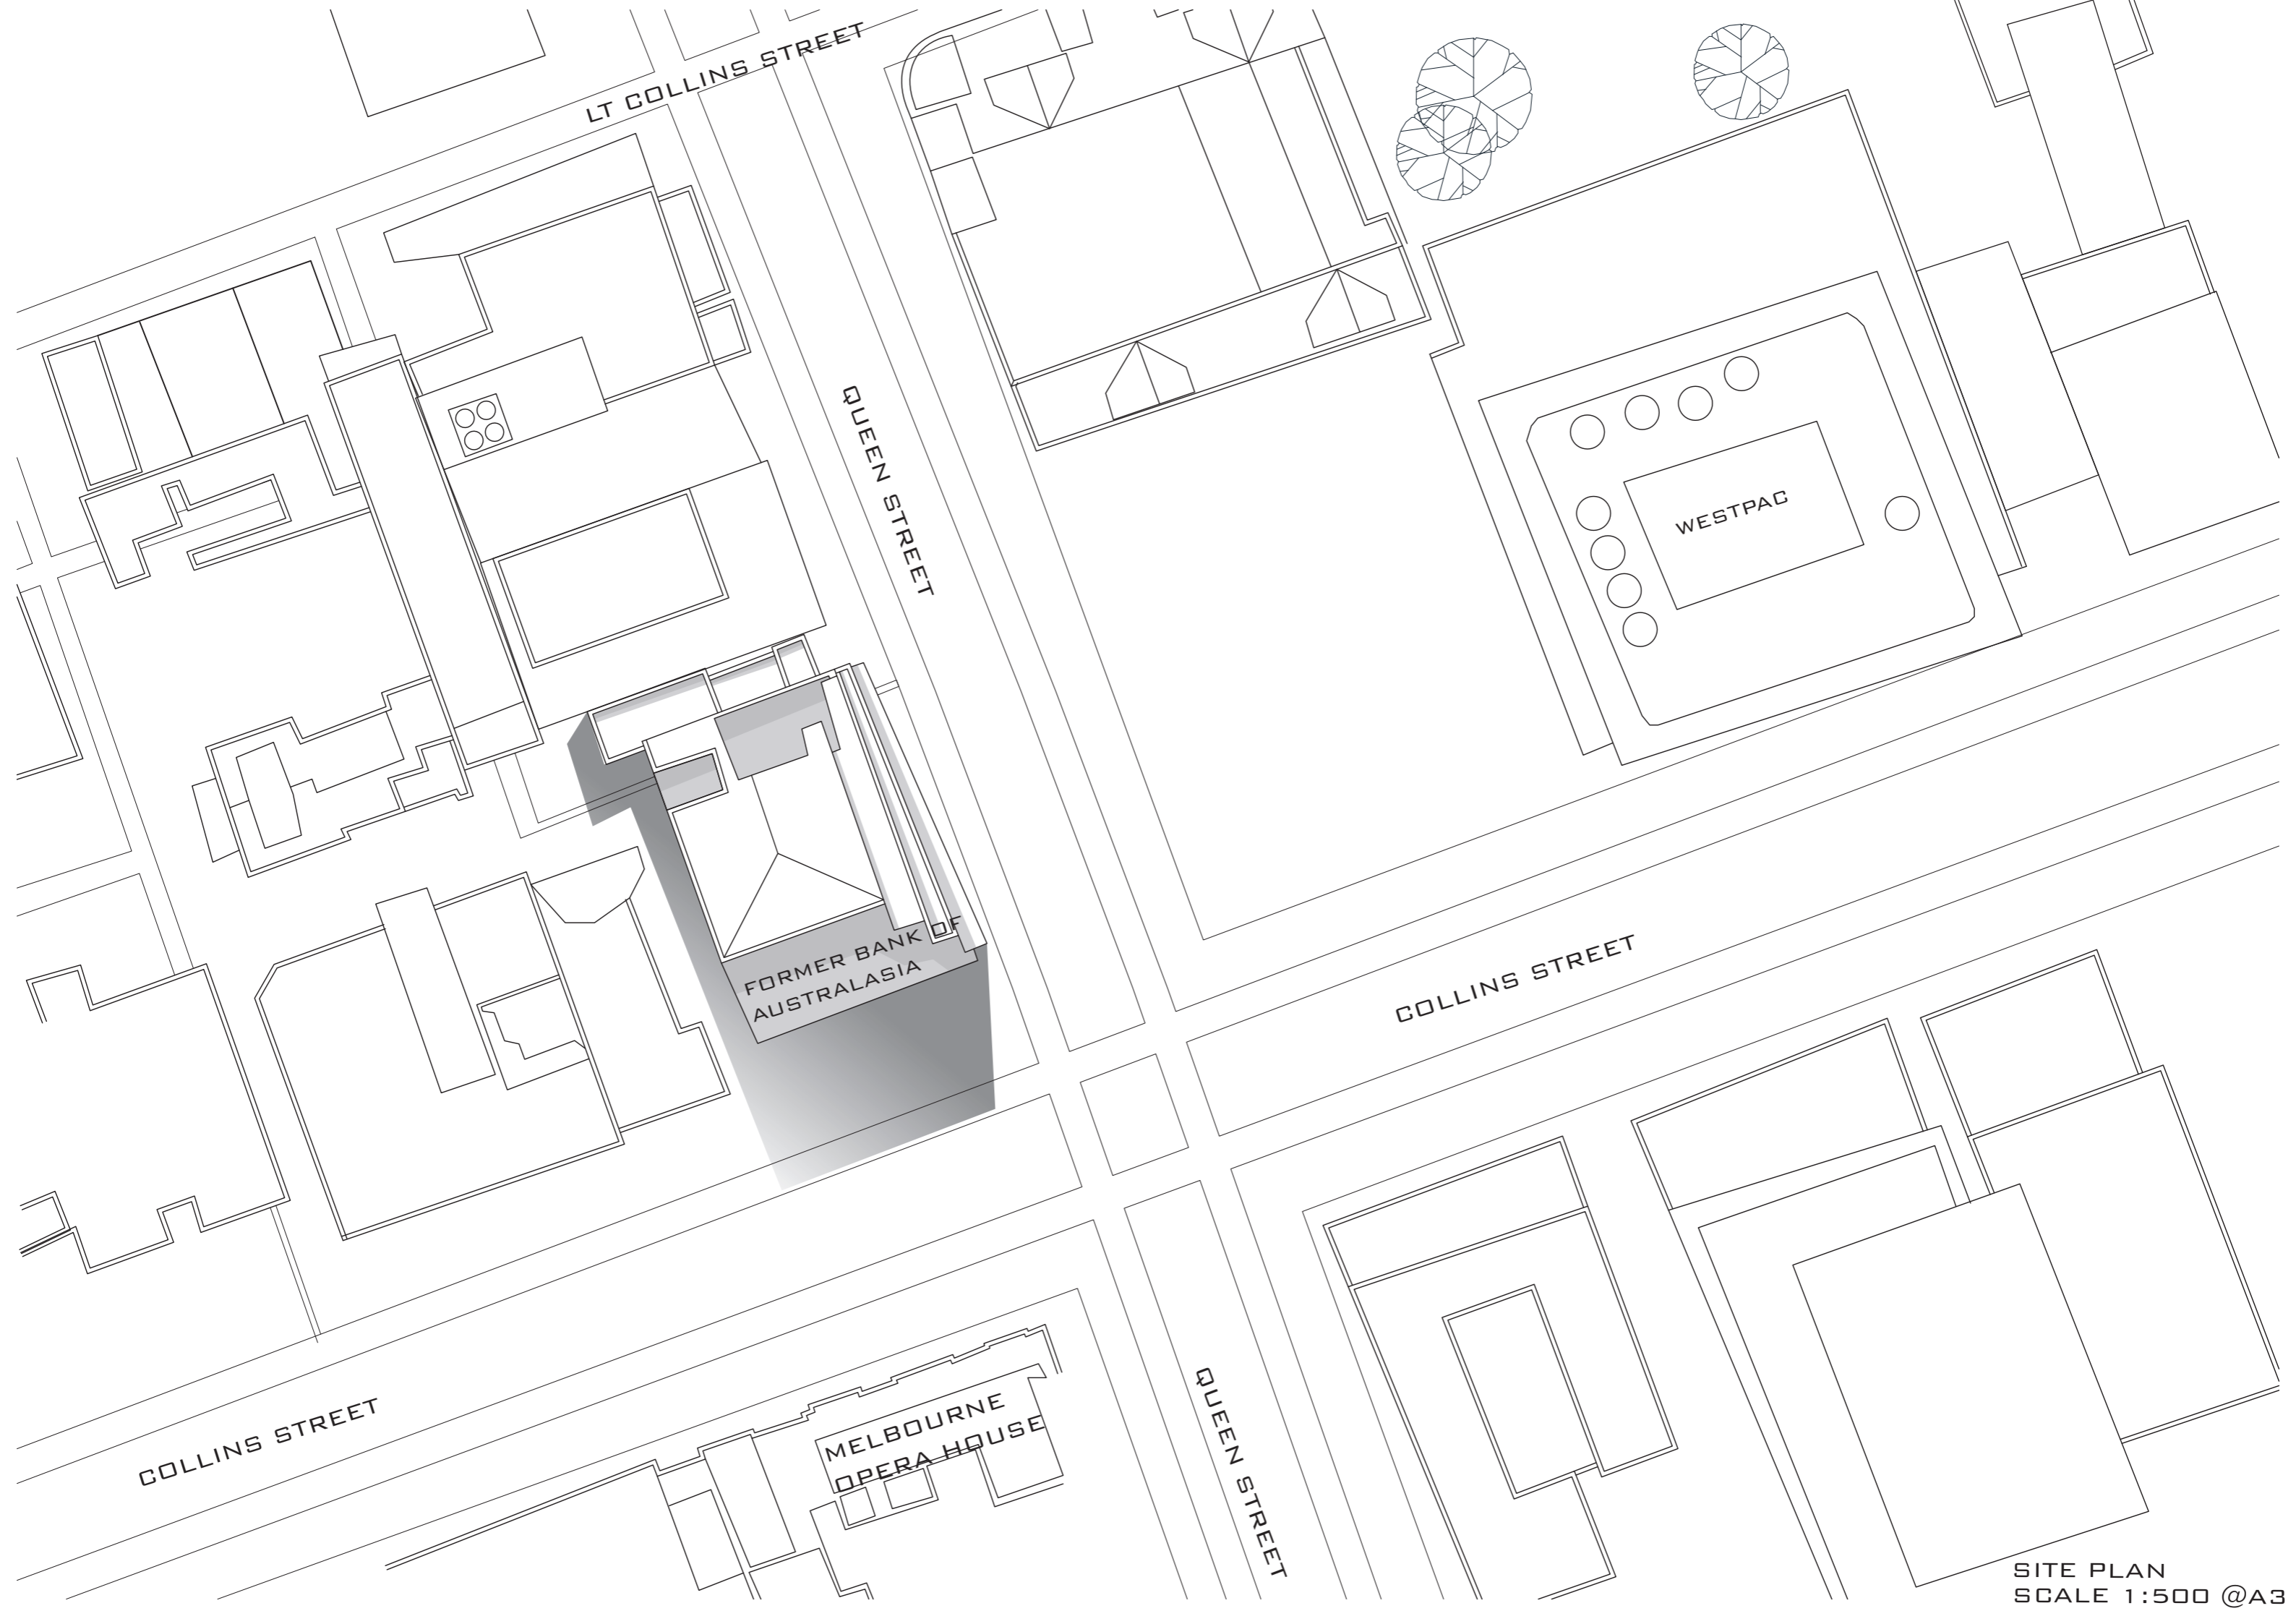 LT COLLINS STREET
QUEEN STREET
WESTPAC
FORMER BANK OF
AUSTRALASIA
COLLINS STREET
COLLINS STREET
MELBOURNE
OPERA HOUSE
QUEEN STREET
SITE PLAN
SCALE 1:500 @A3